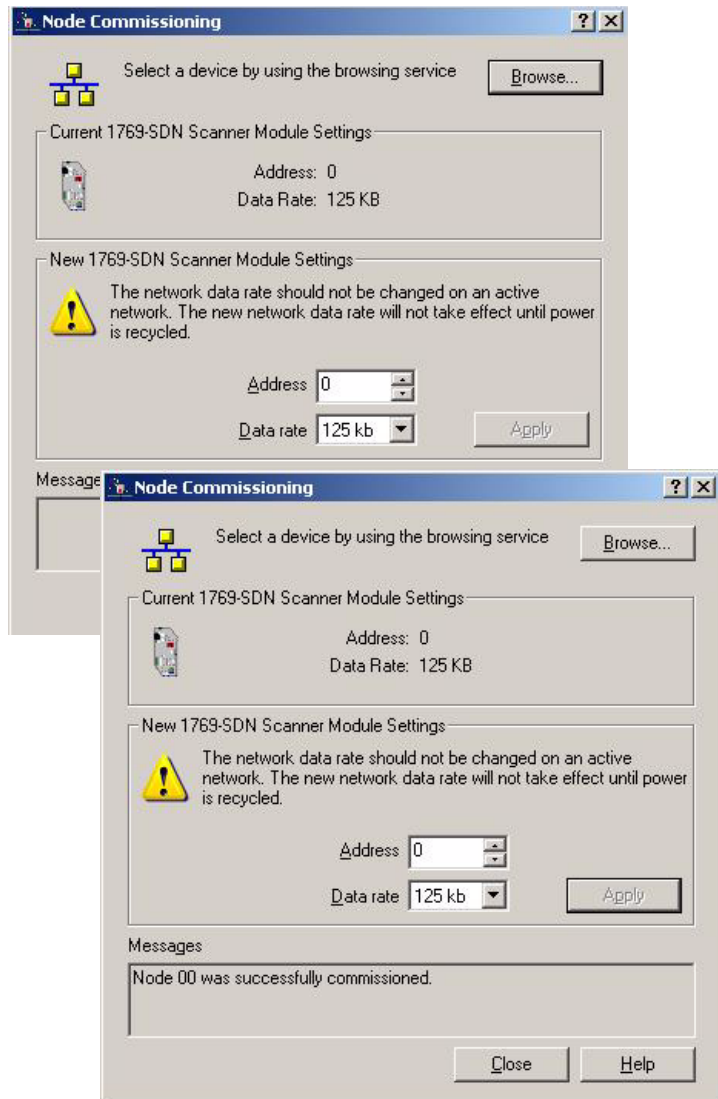 Node Commissioning
Select a device by using the browsing service
Browse...
Current 1769-SDN Scanner Module Settings
Address: 0
Data Rate: 125 KB
New 1769-SDN Scanner Module Settings
The network data rate should not be changed on an active
network. The new network data rate will not take effect until power
is recycled.
Address 0
Data rate 125 kb
Apply
Message
Node Commissioning
Select a device by using the browsing service
Browse...
Current 1769-SDN Scanner Module Settings
Address: 0
Data Rate: 125 KB
New 1769-SDN Scanner Module Settings
The network data rate should not be changed on an active
network. The new network data rate will not take effect until power
is recycled.
Address 0
Data rate 125 kb
Apply
Messages
Node 00 was successfully commissioned.
Close
Help